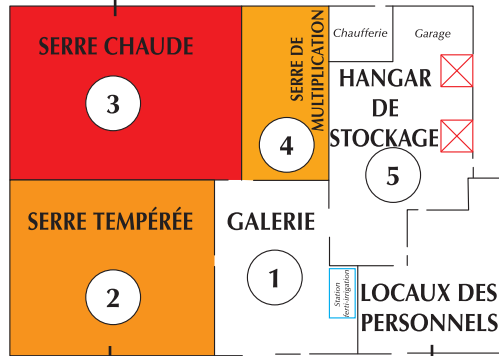 SERRE CHAUDE
3
SERRE DE
MULTIPLICATION
4
Chaufferie
Garage
HANGAR
DE
STOCKAGE
5
SERRE TEMPÉRÉE
2
GALERIE
1
Station
ferti-irrigation
LOCAUX DES
PERSONNELS